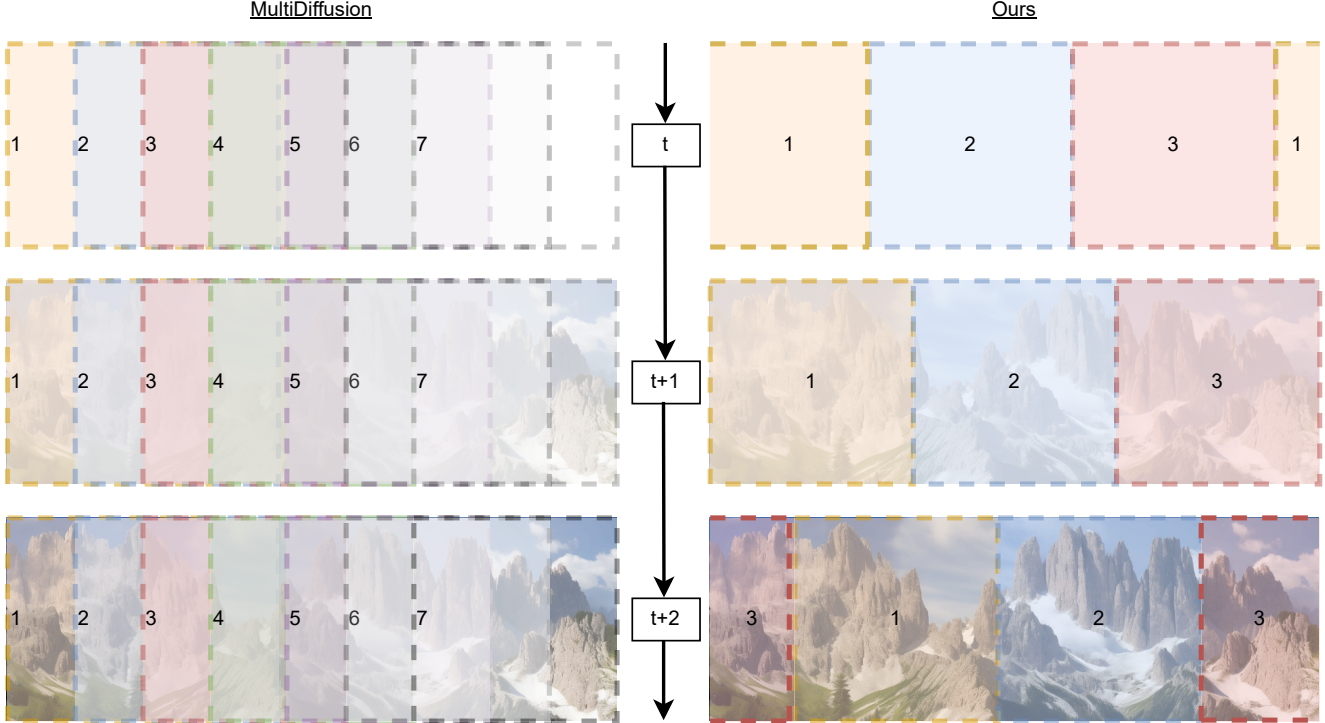 MultiDiffusion
Ours
1 2 3 4 5 6 7
t
1 2 3 1
1 2 3 4 5 6 7
t+1
1 2 3
1 2 3 4 5 6 7
t+2
3 1 2 3